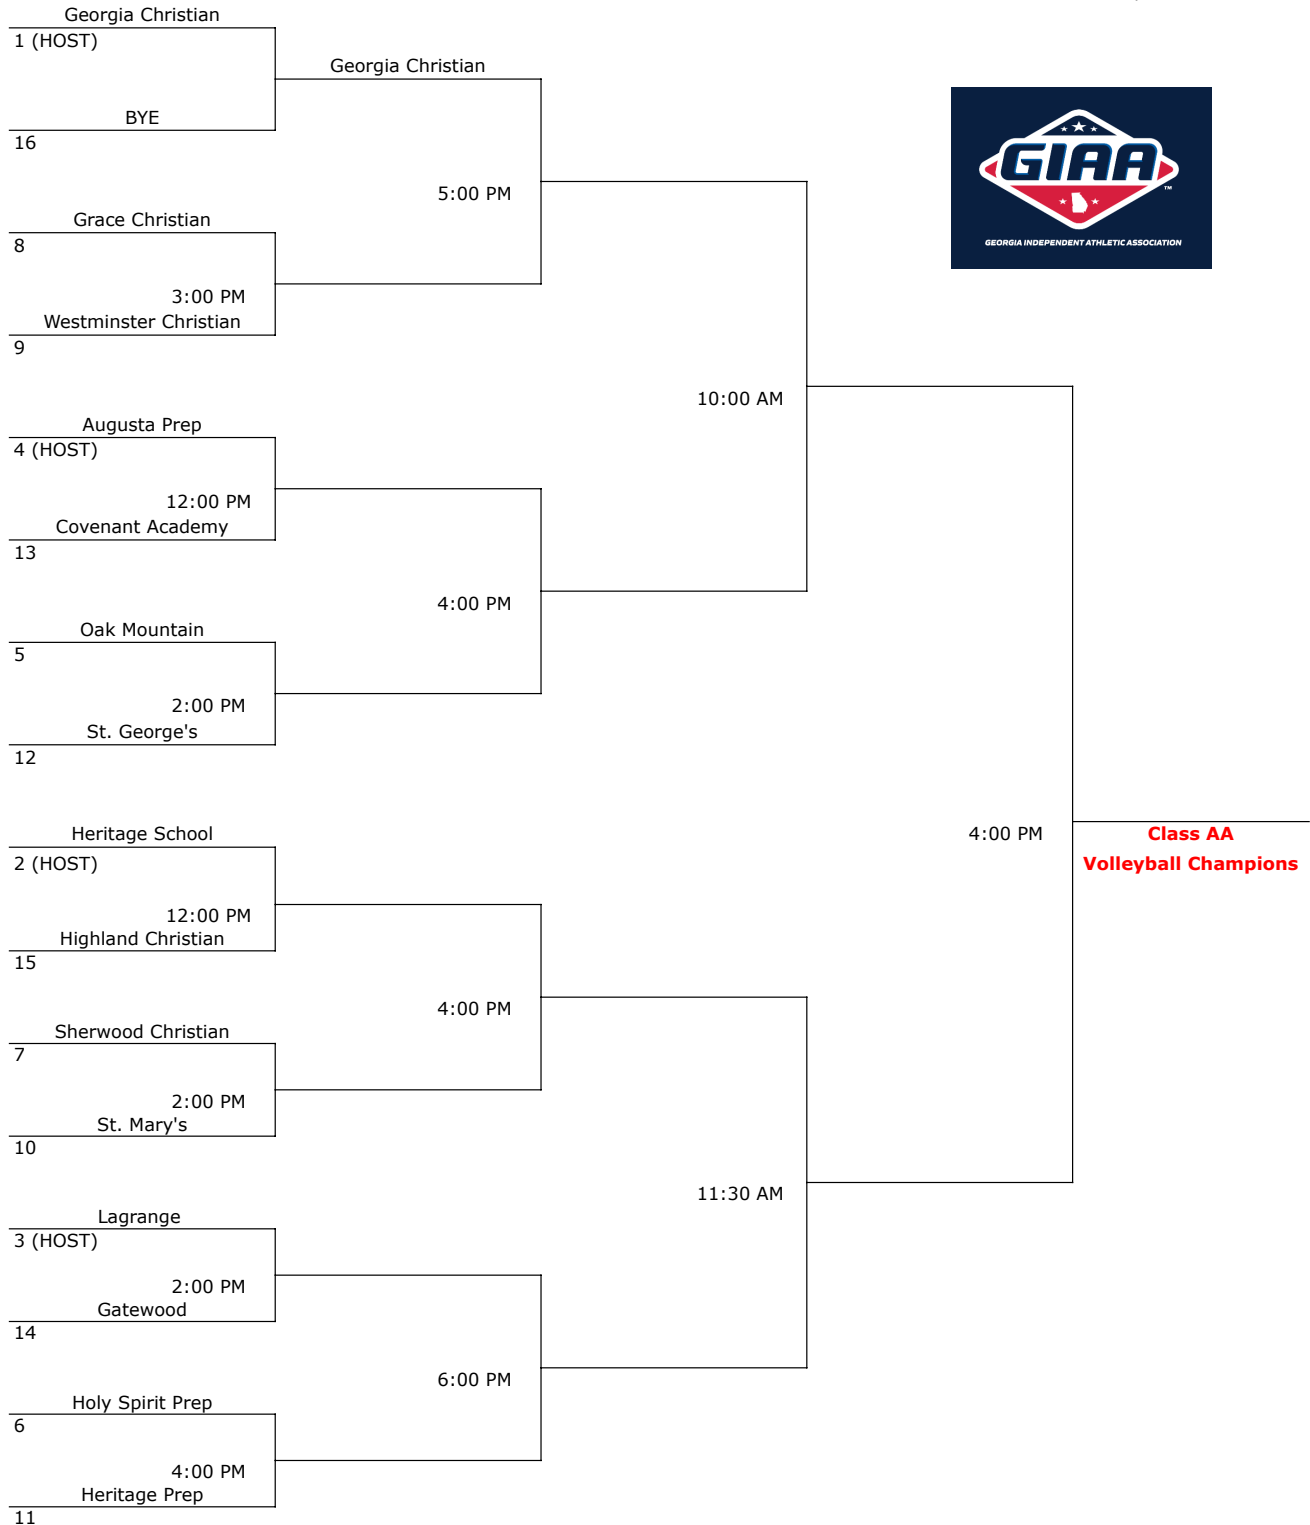 Georgia Christian
1 (HOST)
Georgia Christian
BYE
16
5:00 PM
Grace Christian
8
3:00 PM
Westminster Christian
9
GIAA
TM
GEORGIA INDEPENDENT ATHLETIC ASSOCIATION
10:00 AM
Augusta Prep
4 (HOST)
12:00 PM
Covenant Academy
13
4:00 PM
Oak Mountain
5
2:00 PM
St. George's
12
Heritage School
2 (HOST)
4:00 PM
Class AA
Volleyball Champions
12:00 PM
Highland Christian
15
4:00 PM
Sherwood Christian
7
2:00 PM
St. Mary's
10
11:30 AM
Lagrange
3 (HOST)
2:00 PM
Gatewood
14
6:00 PM
Holy Spirit Prep
6
4:00 PM
Heritage Prep
11